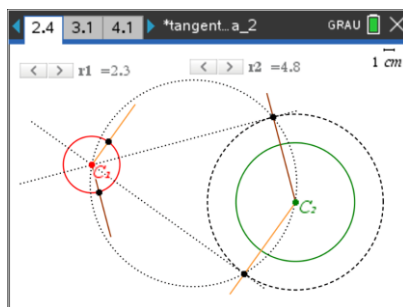 2.4 3.1 4.1 *tangent…a_2 GRAU
r1 =2.3 r2 =4.8 1 cm
C₁
C₂